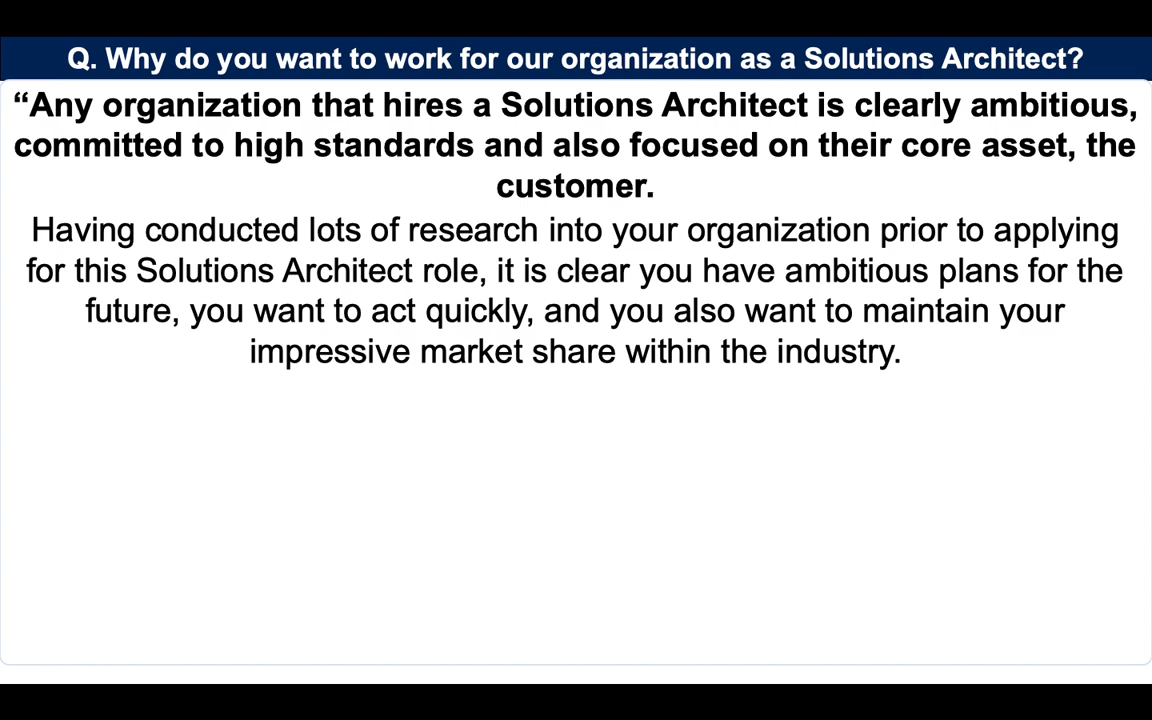 Q. Why do you want to work for our organization as a Solutions Architect?
“Any organization that hires a Solutions Architect is clearly ambitious,
committed to high standards and also focused on their core asset, the
customer.
Having conducted lots of research into your organization prior to applying
for this Solutions Architect role, it is clear you have ambitious plans for the
future, you want to act quickly, and you also want to maintain your
impressive market share within the industry.